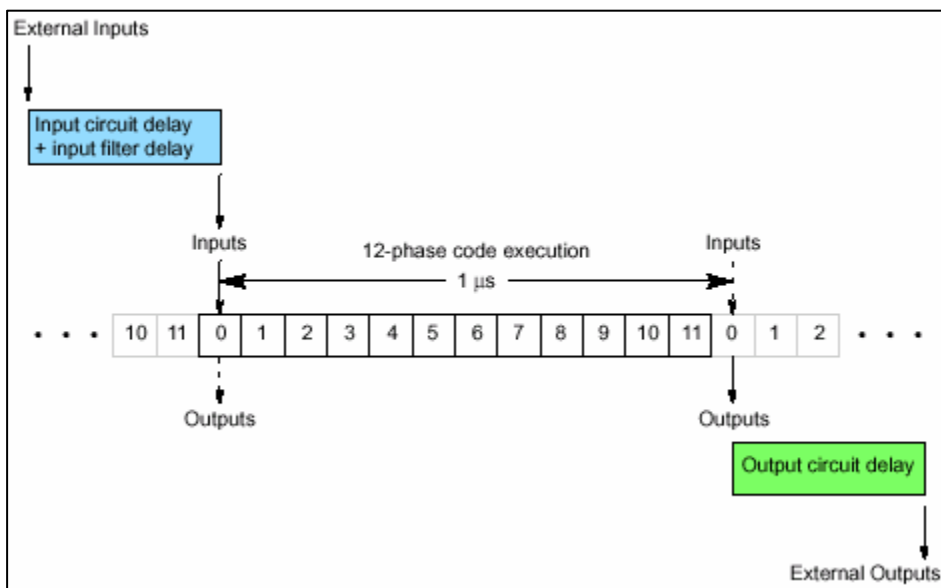 External Inputs
Input circuit delay
+ input filter delay
Inputs
12-phase code execution
Inputs
1 μs
• • • 10 11 0 1 2 3 4 5 6 7 8 9 10 11 0 1 2 • • •
Outputs
Outputs
Output circuit delay
External Outputs